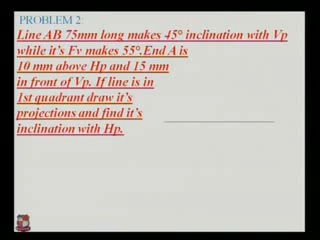 PROBLEM 2:
Line AB 75mm long makes 45° inclination with Vp
while it's Fv makes 55°.End A is
10 mm above Hp and 15 mm
in front of Vp. If line is in
1st quadrant draw it's
projections and find it's
inclination with Hp.